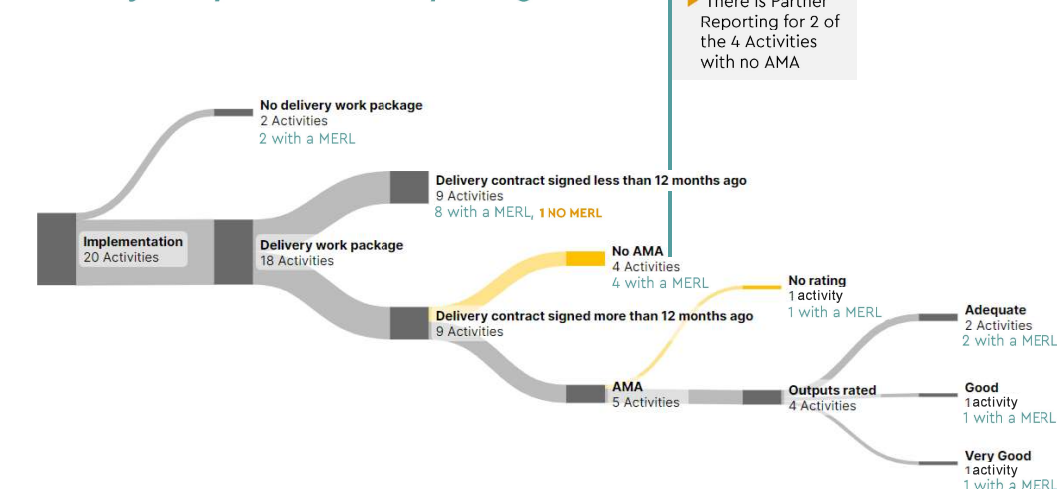 There is Partner
Reporting for 2 of
the 4 Activities
with no AMA
No delivery work package
2 Activities
2 with a MERL
Delivery contract signed less than 12 months ago
9 Activities
8 with a MERL, 1 NO MERL
Implementation
20 Activities
Delivery work package
18 Activities
No AMA
4 Activities
4 with a MERL
No rating
1 activity
1 with a MERL
Delivery contract signed more than 12 months ago
9 Activities
Adequate
2 Activities
2 with a MERL
AMA
5 Activities
Outputs rated
4 Activities
Good
1 activity
1 with a MERL
Very Good
1 activity
1 with a MERL